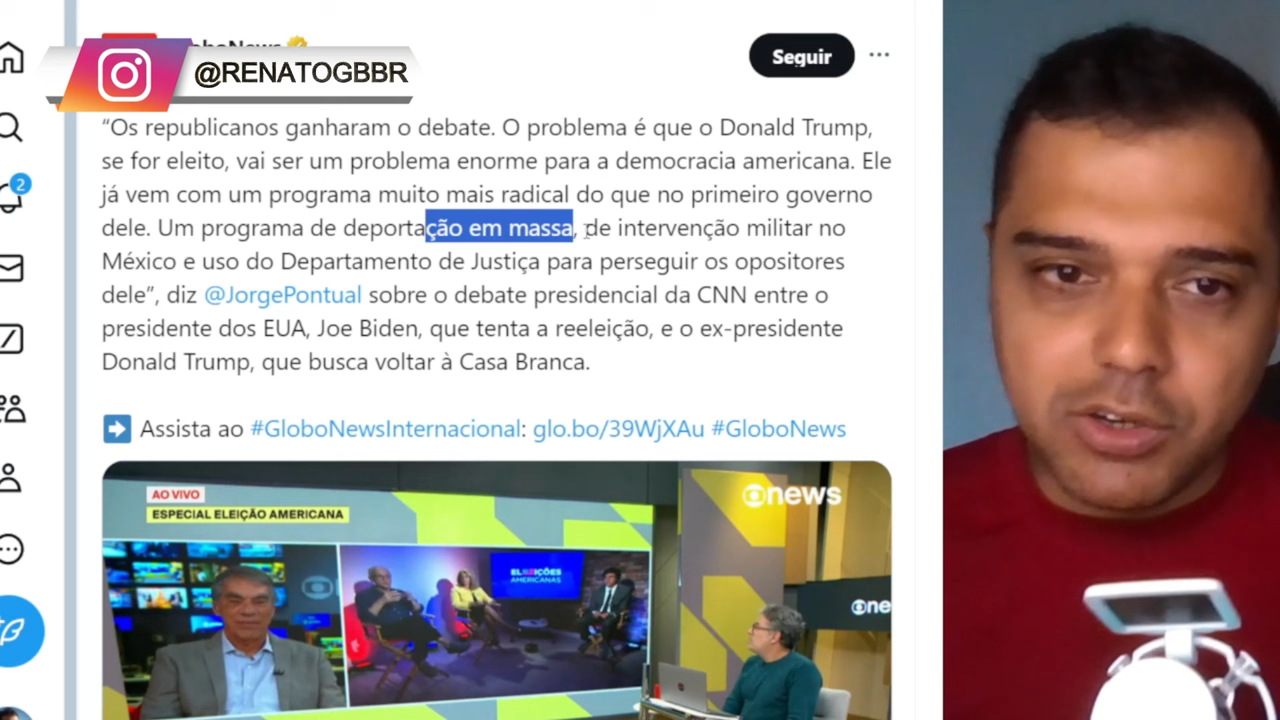 GloboNews
@RENATOGBBR
Seguir
2
“Os republicanos ganharam o debate. O problema é que o Donald Trump,
se for eleito, vai ser um problema enorme para a democracia americana. Ele
já vem com um programa muito mais radical do que no primeiro governo
dele. Um programa de deportação em massa, de intervenção militar no
México e uso do Departamento de Justiça para perseguir os opositores
dele”, diz @JorgePontual sobre o debate presidencial da CNN entre o
presidente dos EUA, Joe Biden, que tenta a reeleição, e o ex-presidente
Donald Trump, que busca voltar à Casa Branca.
Assista ao #GloboNewsInternacional: glo.bo/39WjXAu #GloboNews
AO VIVO
ESPECIAL ELEIÇÃO AMERICANA
news
ELEIÇÕES
AMERICANAS